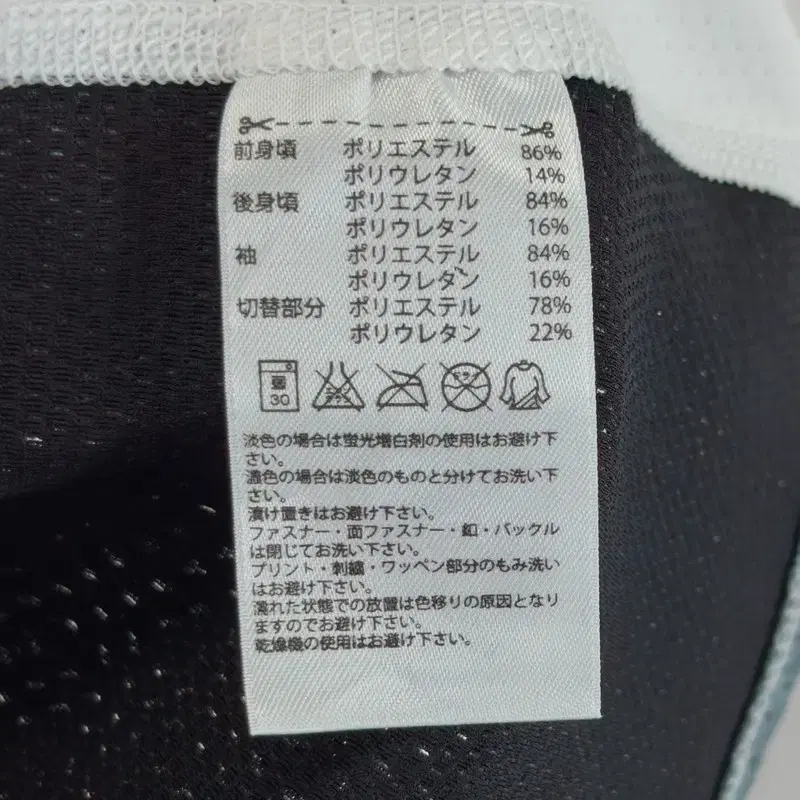 前身頃 ポリエステル 86%
ポリウレタン 14%
後身頃 ポリエステル 84%
ポリウレタン 16%
袖 ポリエステル 84%
ポリウレタン 16%
切替部分 ポリエステル 78%
ポリウレタン 22%
30 ドライ
淡色の場合は蛍光増白剤の使用はお避け下
さい。
濃色の場合は淡色のものと分けてお洗い下
さい。
漬け置きはお避け下さい。
ファスナー・面ファスナー・釦・バックル
は閉じてお洗い下さい。
プリント・刺繍・ワッペン部分のもみ洗い
はお避け下さい。
濡れた状態での放置は色移りの原因となり
ますのでお避け下さい。
乾燥機の使用はお避け下さい。